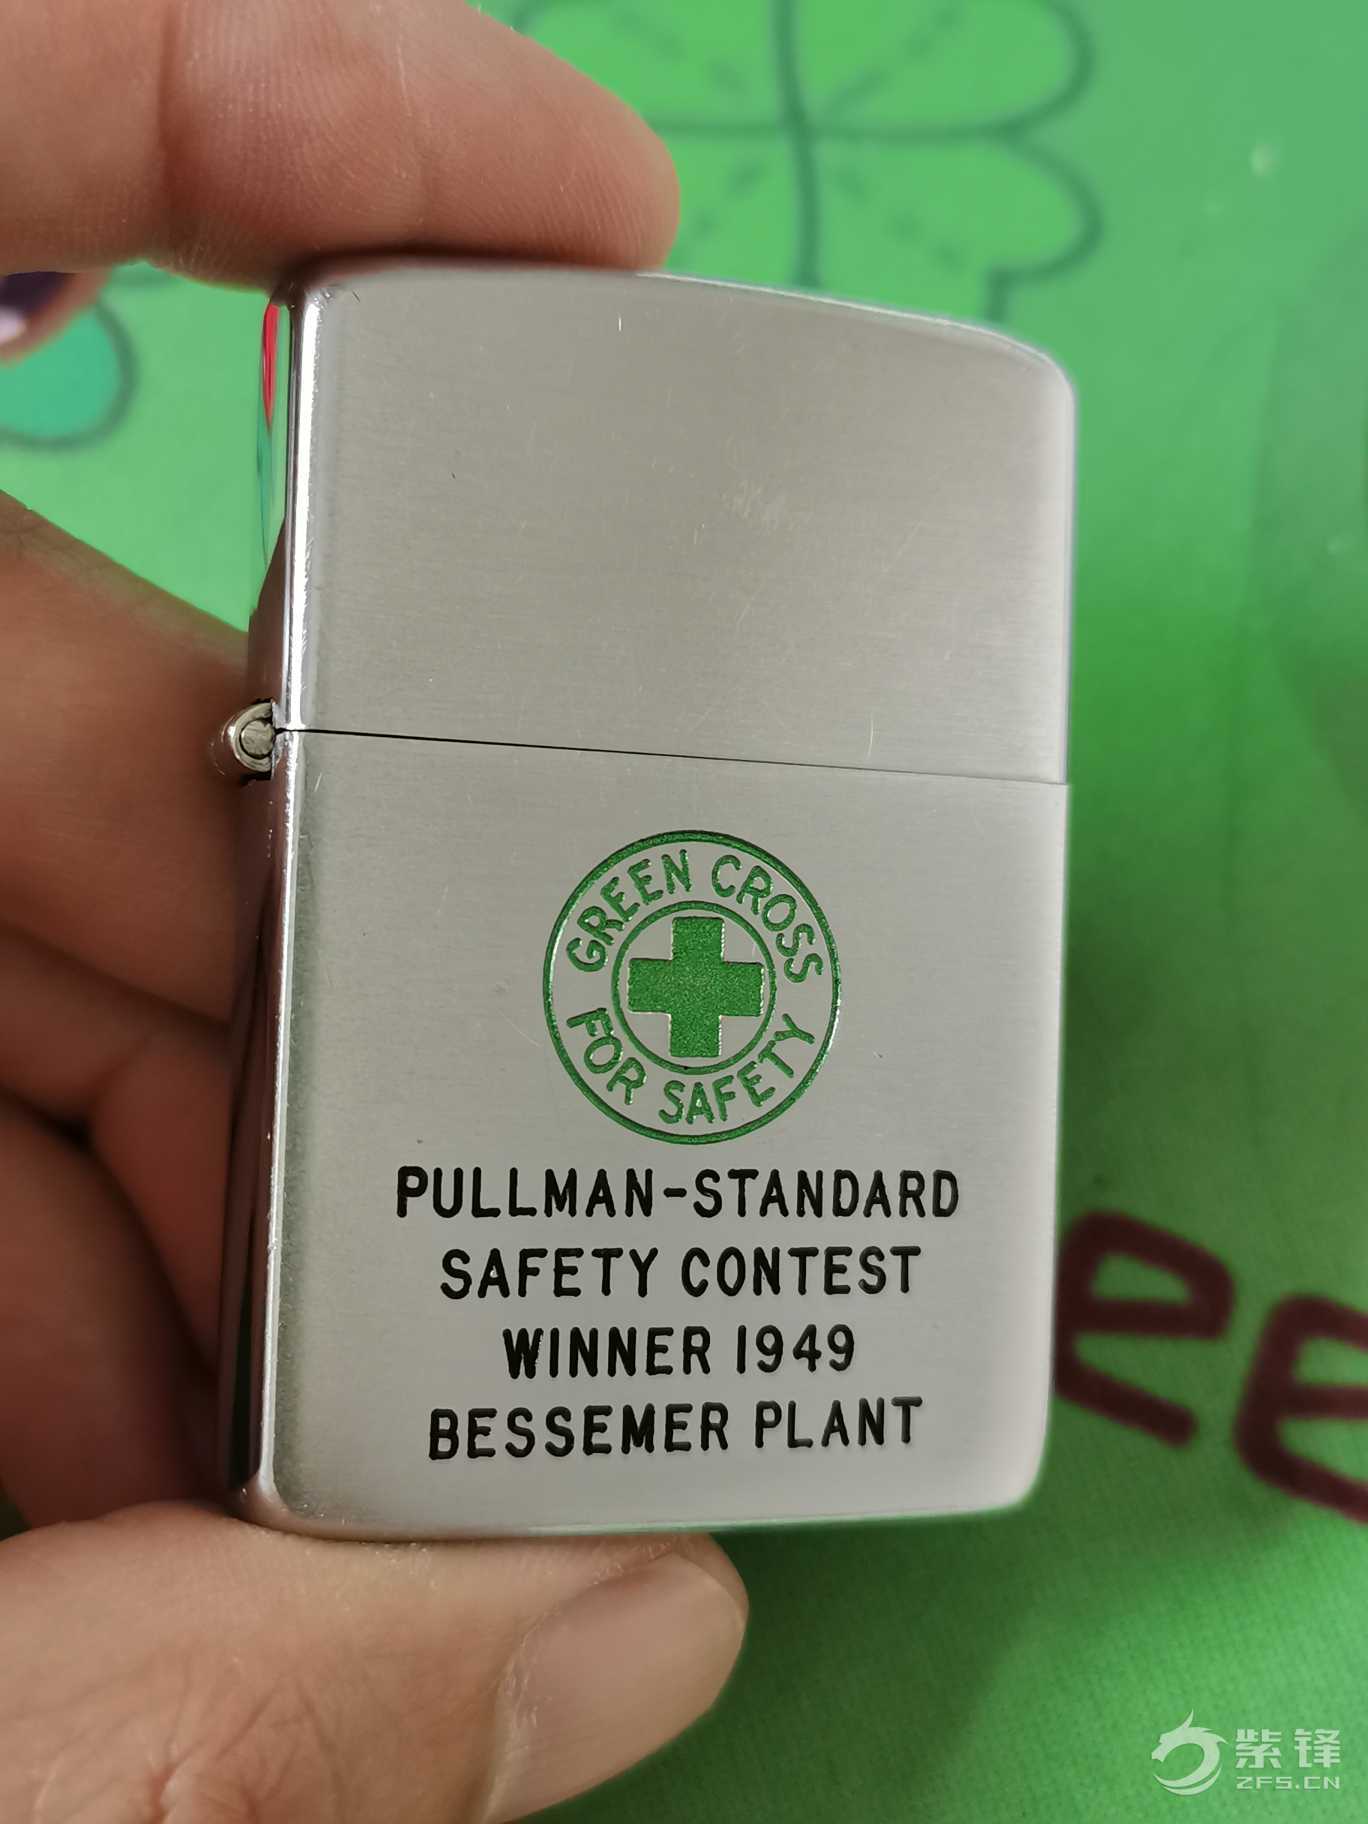 GREEN CROSS
FOR SAFETY
PULLMAN-STANDARD
SAFETY CONTEST
WINNER 1949
BESSEMER PLANT
紫锋
ZFS.CN